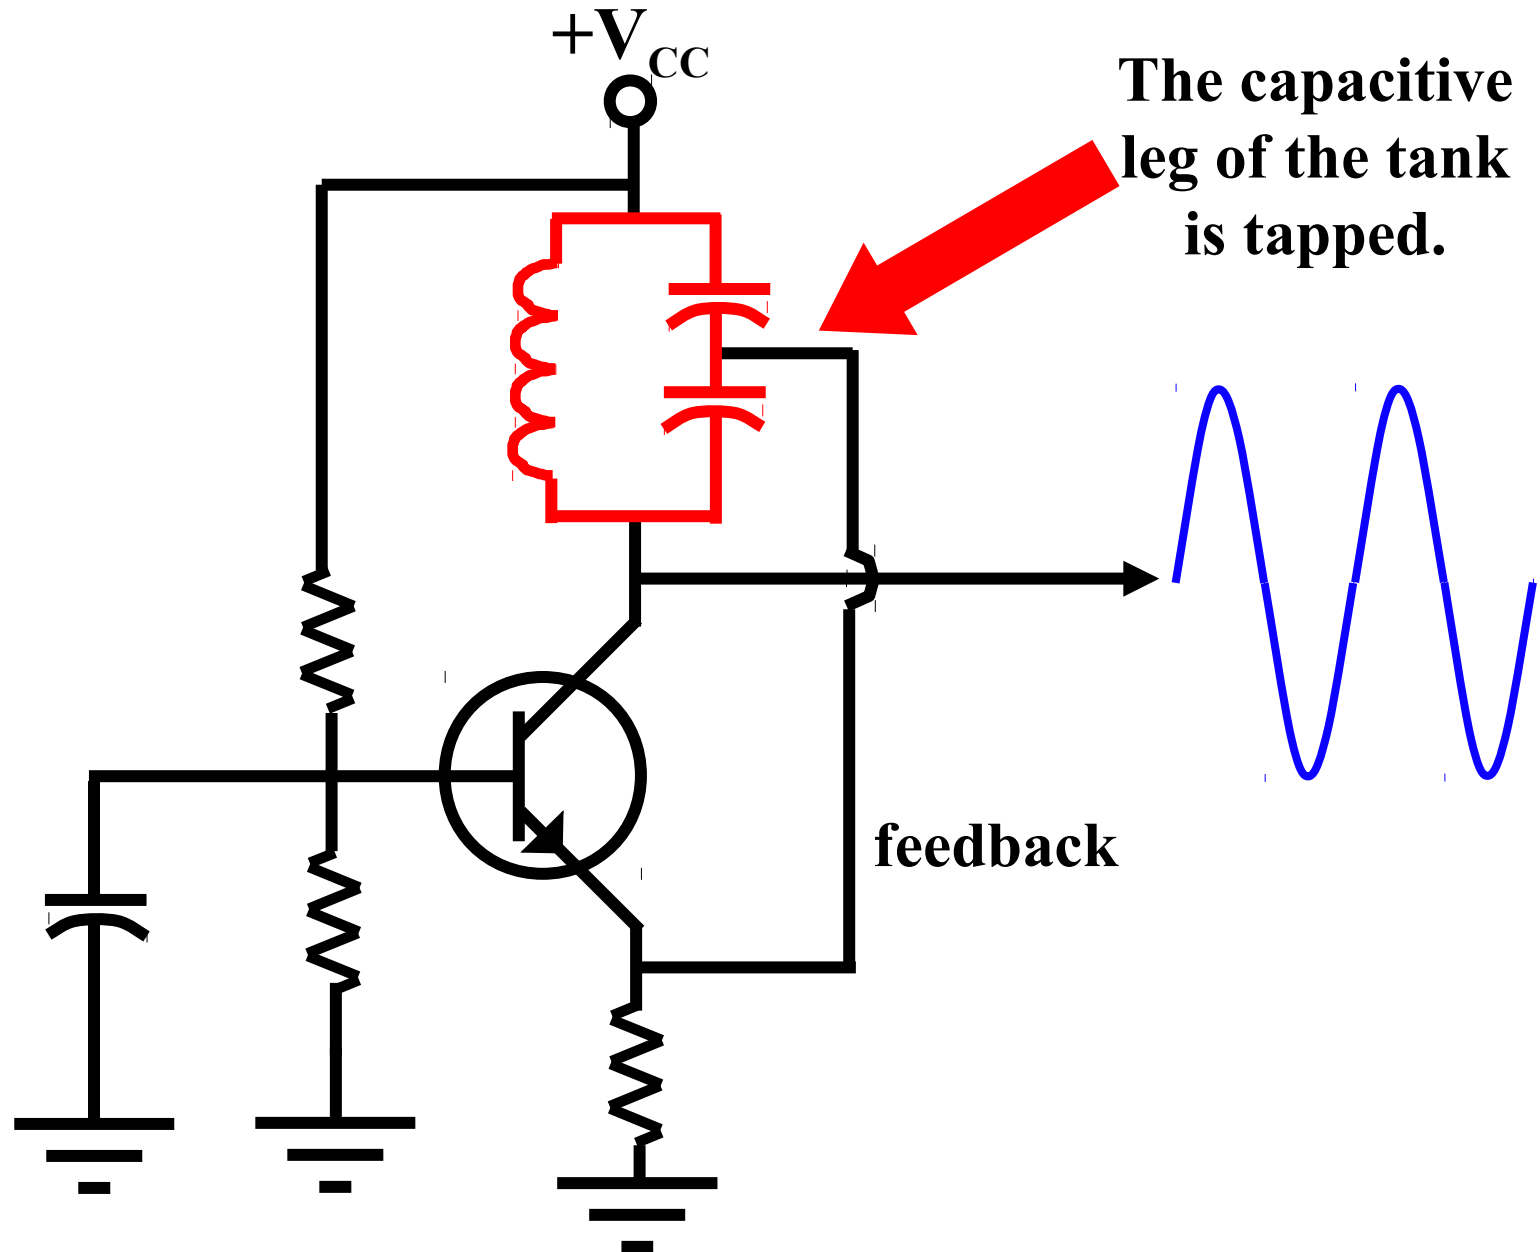 +VCC
The capacitive
leg of the tank
is tapped.
feedback